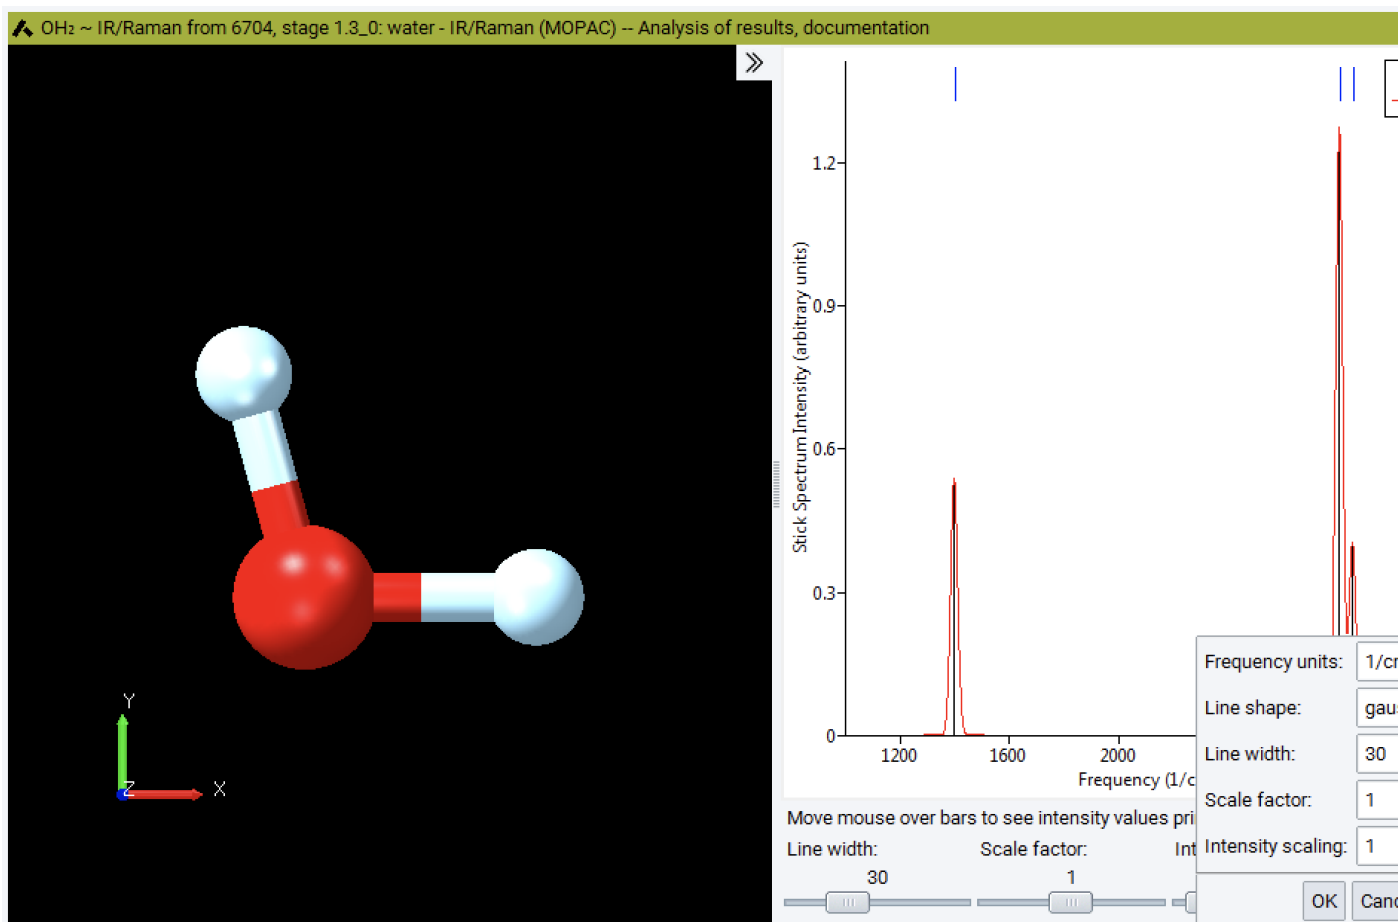 OH₂ ~ IR/Raman from 6704, stage 1.3_0: water - IR/Raman (MOPAC) -- Analysis of results, documentation
Y
Z
X
Stick Spectrum Intensity (arbitrary units)
1.2
0.9
0.6
0.3
0
1200 1600 2000
Frequency (1/c
Frequency units: 1/cr
Line shape: gau
Line width: 30
Scale factor: 1
Intensity scaling: 1
OK Canc
Move mouse over bars to see intensity values pri
Line width: Scale factor: Int
30 1